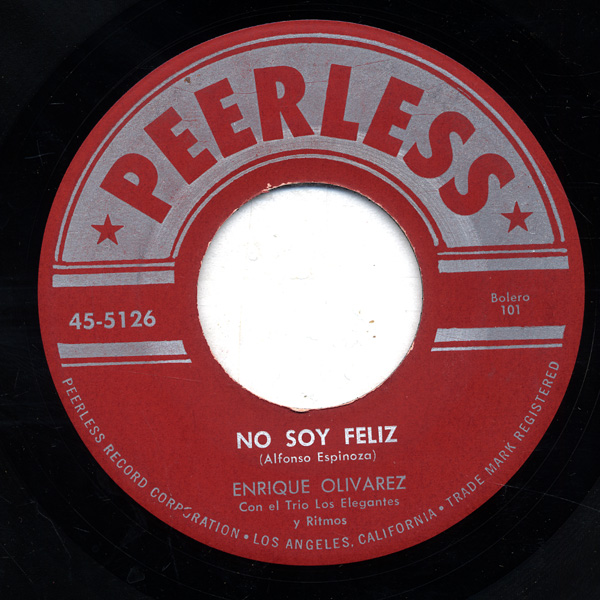 PEERLESS
45-5126
Bolero
101
NO SOY FELIZ
(Alfonso Espinoza)
ENRIQUE OLIVAREZ
Con el Trio Los Elegantes
y Ritmos
PEERLESS RECORD CORPORATION • LOS ANGELES, CALIFORNIA • TRADE MARK REGISTERED